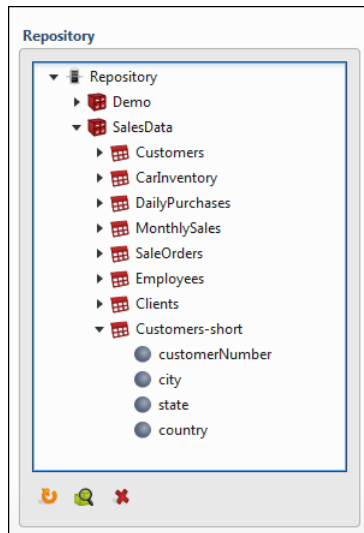 Repository
Repository
Demo
SalesData
Customers
CarInventory
DailyPurchases
MonthlySales
SaleOrders
Employees
Clients
Customers-short
customerNumber
city
state
country